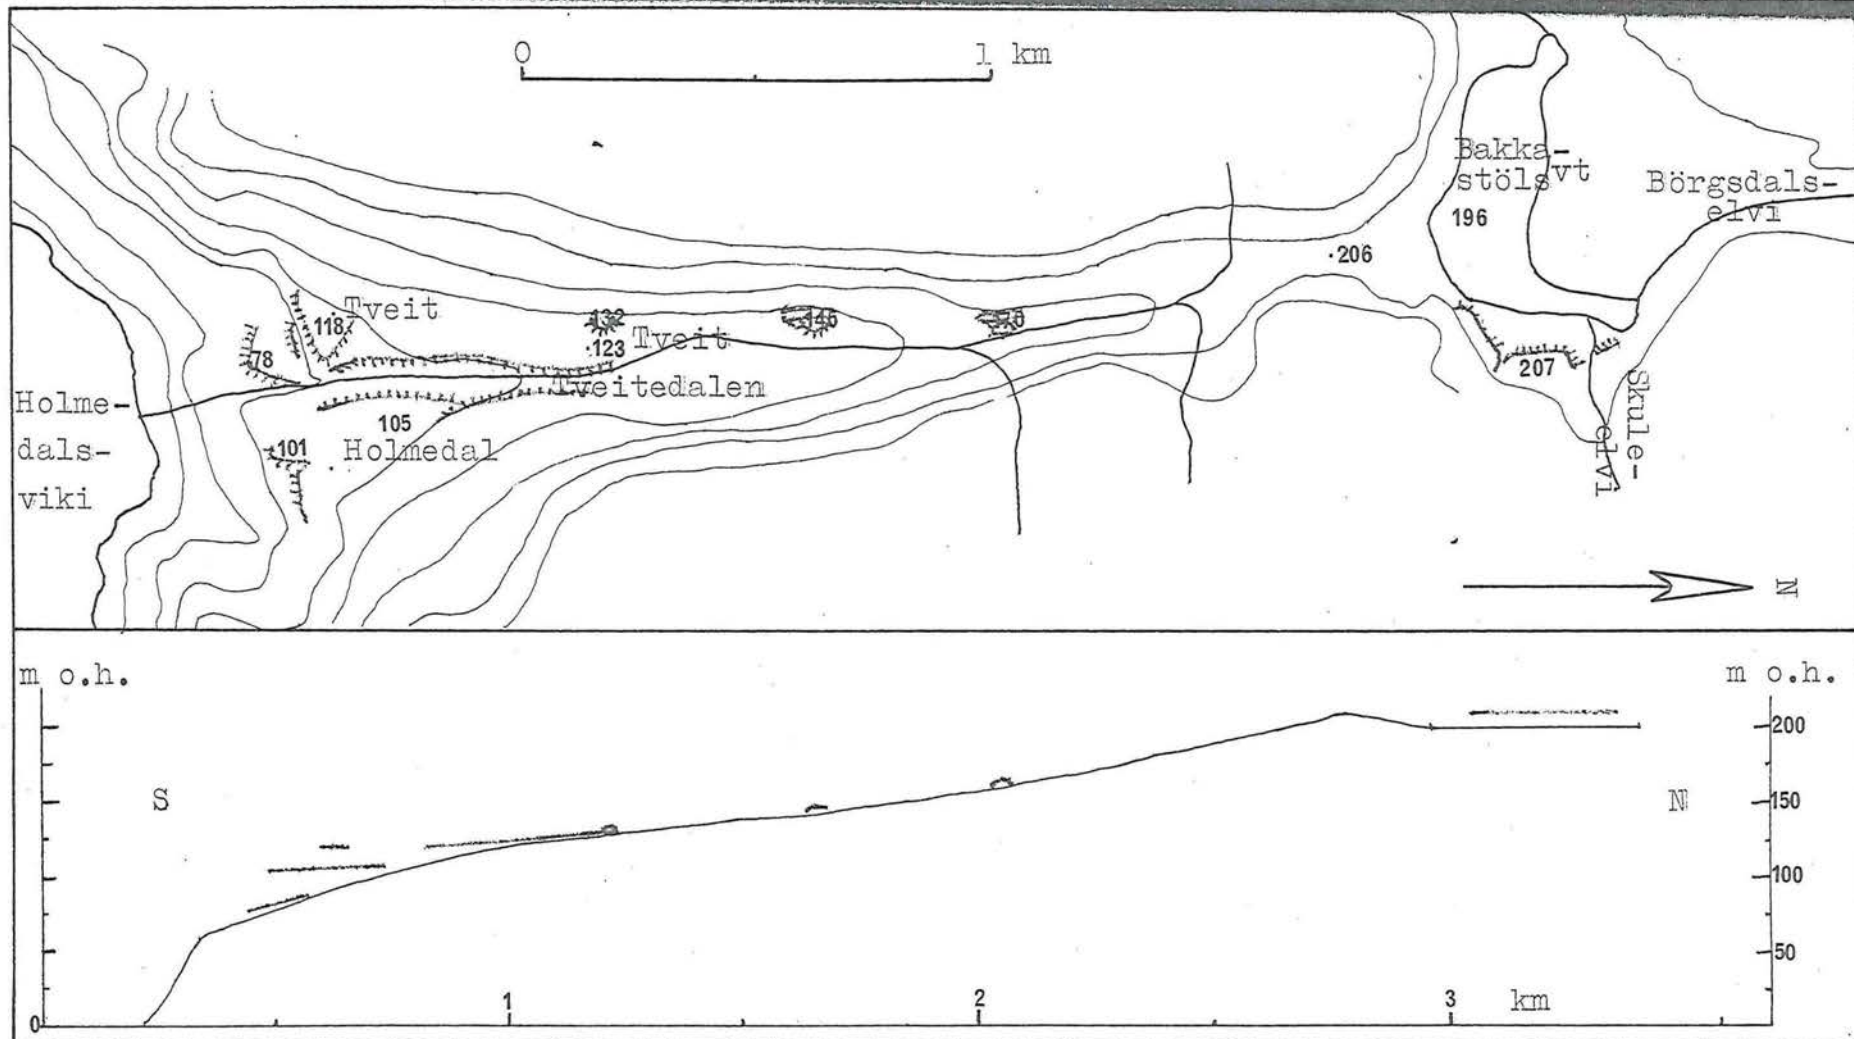 0 1 km
Bakka-
stöls vt
Börgsdals-
elvi
196
.206
Tveit
118
132
146
Tveit
.123
78
207
Tveitedalen
Holme-
105
Skule-
elvi
101
Holmedal
dals-
viki
N
m o.h.
m o.h.
200
S
N
150
100
50
1
2
3
km
0